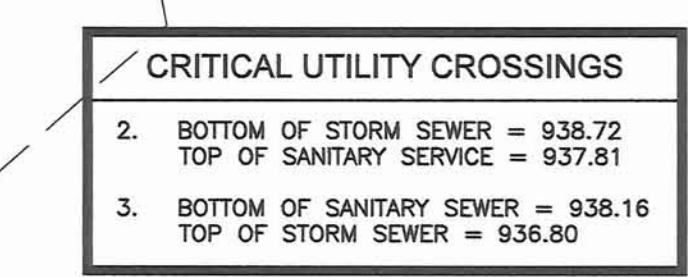 CRITICAL UTILITY CROSSINGS
2. BOTTOM OF STORM SEWER = 938.72
TOP OF SANITARY SERVICE = 937.81
3. BOTTOM OF SANITARY SEWER = 938.16
TOP OF STORM SEWER = 936.80